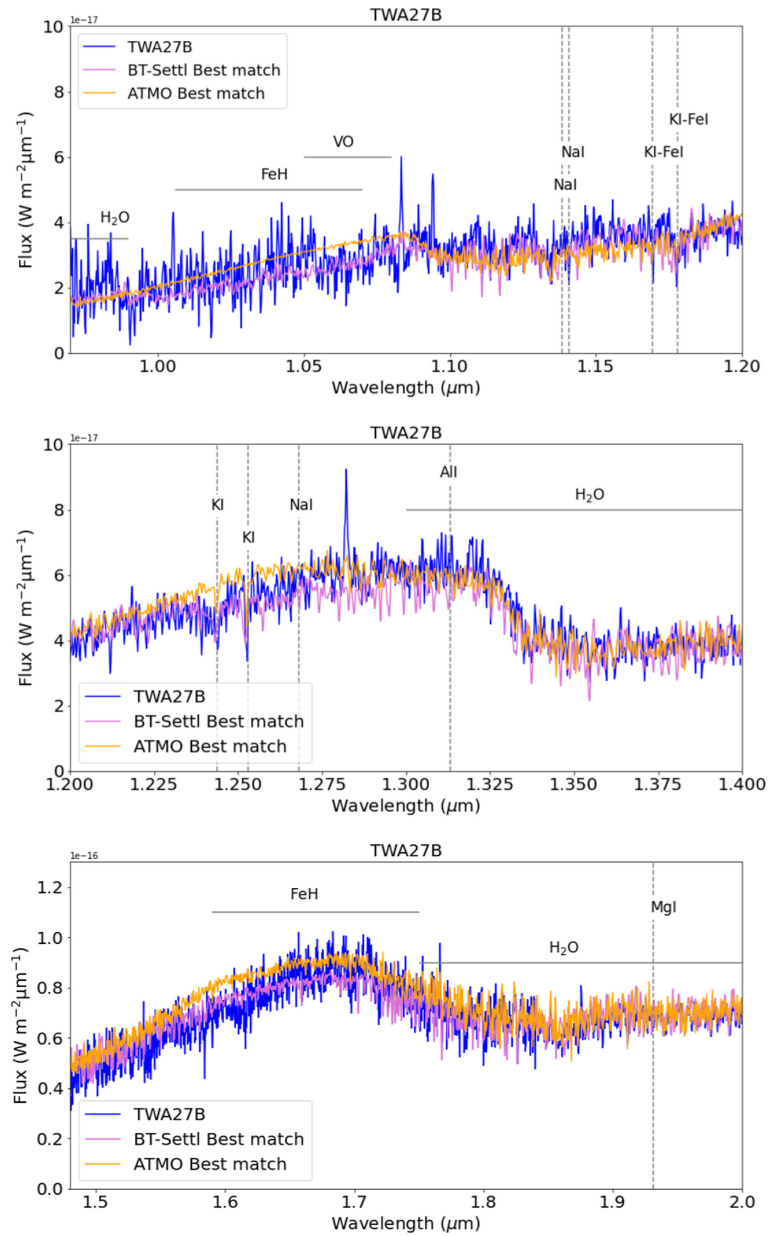 TWA27B
1e-17
TWA27B
BT-Settl Best match
ATMO Best match
H₂O
FeH
VO
NaI
NaI
KI-FeI
KI-FeI
Flux (W m⁻²μm⁻¹)
0
2
4
6
8
10
1.00
1.05
1.10
1.15
1.20
Wavelength (μm)
TWA27B
1e-17
KI
KI
NaI
AlI
H₂O
TWA27B
BT-Settl Best match
ATMO Best match
Flux (W m⁻²μm⁻¹)
0
2
4
6
8
10
1.200
1.225
1.250
1.275
1.300
1.325
1.350
1.375
1.400
Wavelength (μm)
TWA27B
1e-16
FeH
H₂O
MgI
TWA27B
BT-Settl Best match
ATMO Best match
Flux (W m⁻²μm⁻¹)
0.0
0.2
0.4
0.6
0.8
1.0
1.2
1.5
1.6
1.7
1.8
1.9
2.0
Wavelength (μm)